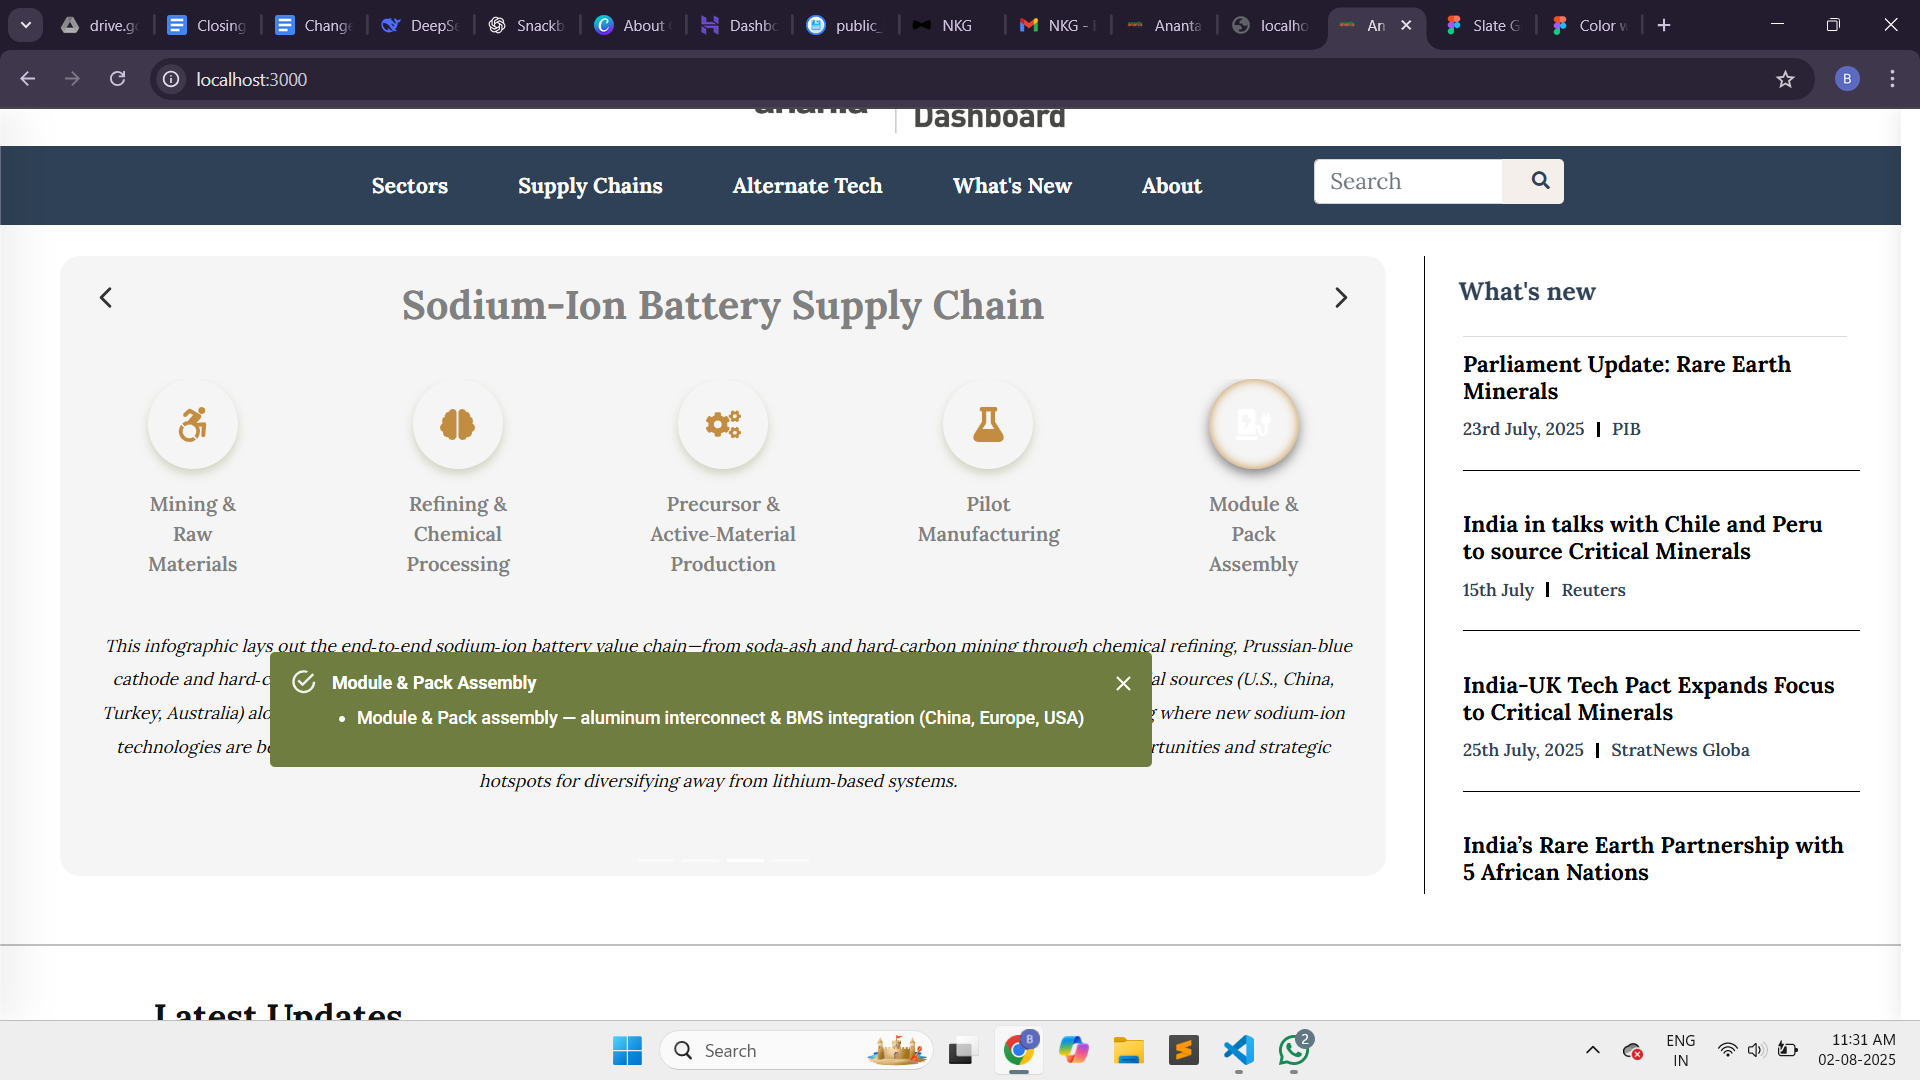 drive.g
Closing
Change
DeepSe
Snackb
About
Dashbo
public_
NKG
NKG -
Ananta
localho
An
Slate G
Color w
localhost:3000
B
Dashboard
Sectors
Supply Chains
Alternate Tech
What's New
About
Search
Sodium-Ion Battery Supply Chain
Mining &
Raw
Materials
Refining &
Chemical
Processing
Precursor &
Active-Material
Production
Pilot
Manufacturing
Module &
Pack
Assembly
This infographic lays out the end-to-end sodium-ion battery value chain—from soda-ash and hard-carbon mining through chemical refining, Prussian-blue
cathode and hard-c
al sources (U.S., China,
Turkey, Australia) alo
g where new sodium-ion
technologies are be
rtunities and strategic
hotspots for diversifying away from lithium-based systems.
Module & Pack Assembly
• Module & Pack assembly — aluminum interconnect & BMS integration (China, Europe, USA)
What's new
Parliament Update: Rare Earth
Minerals
23rd July, 2025 | PIB
India in talks with Chile and Peru
to source Critical Minerals
15th July | Reuters
India-UK Tech Pact Expands Focus
to Critical Minerals
25th July, 2025 | StratNews Globa
India’s Rare Earth Partnership with
5 African Nations
Latest Updates
Search
B
2
ENG
IN
11:31 AM
02-08-2025